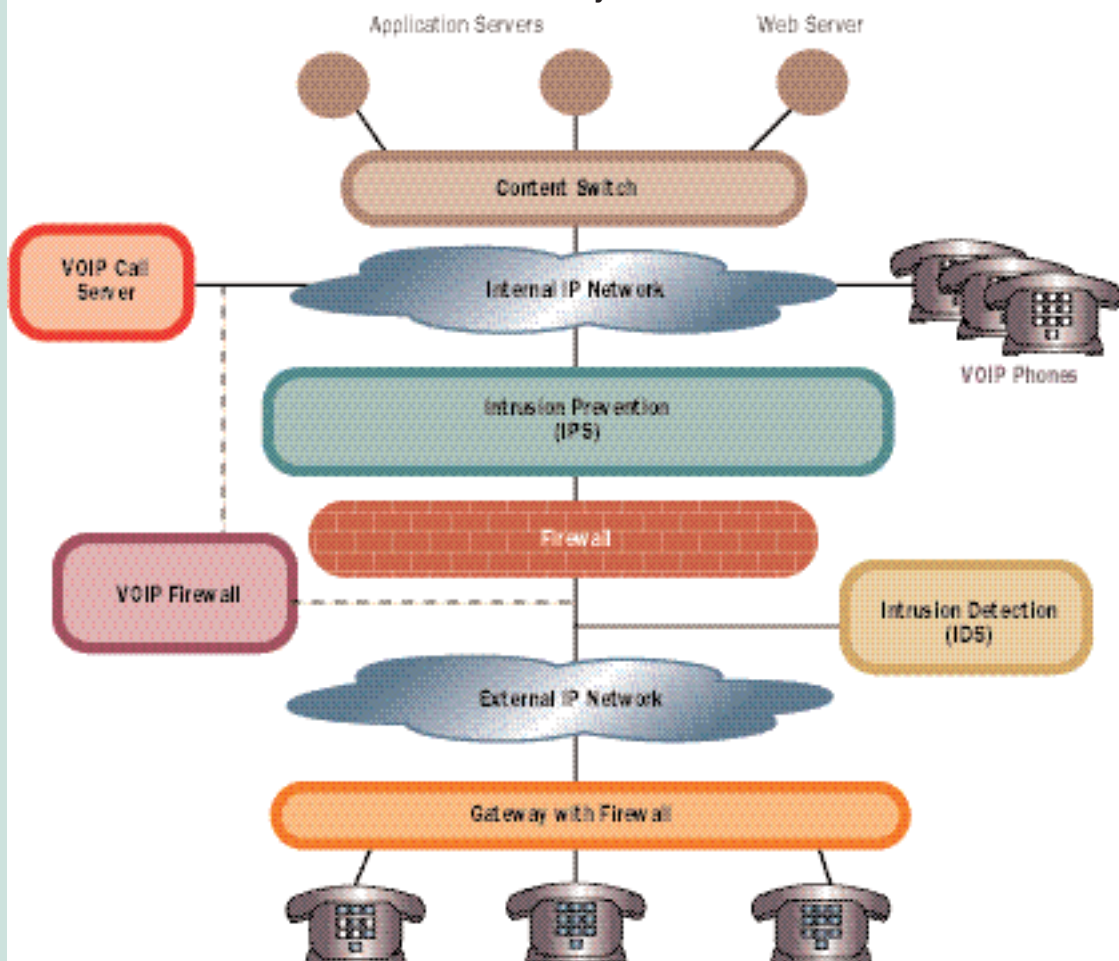 Application Servers
Web Server
Content Switch
VOIP Call
Server
Internal IP Network
VOIP Phones
Intrusion Prevention
(IPS)
Firewall
VOIP Firewall
Intrusion Detection
(IDS)
External IP Network
Gateway with Firewall